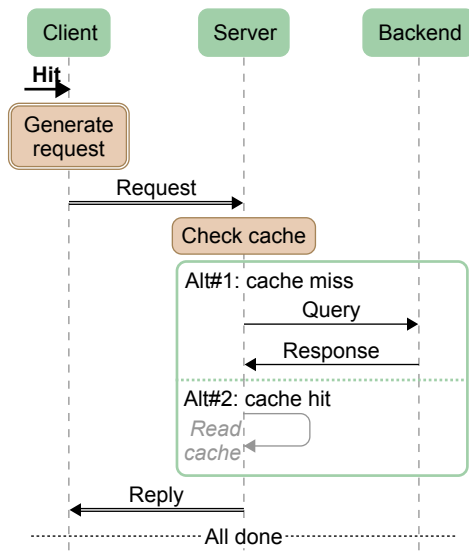 Client Server Backend
Hit
Generate
request
Request
Check cache
Alt#1: cache miss
Query
Response
Alt#2: cache hit
Read
cache
Reply
All done